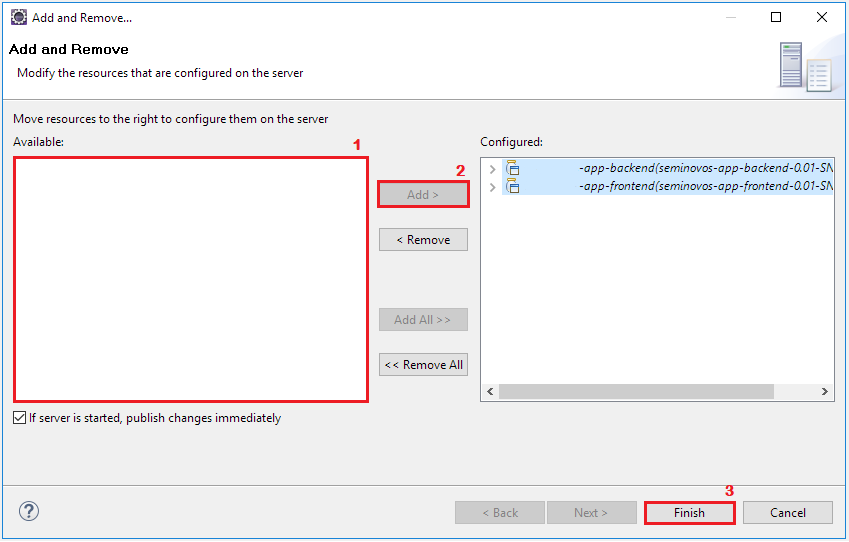 Add and Remove...
Add and Remove
Modify the resources that are configured on the server
Move resources to the right to configure them on the server
Available:
1
Configured:
2
-app-backend(seminovos-app-backend-0.01-SN
-app-frontend(seminovos-app-frontend-0.01-SN
Add >
< Remove
Add All >>
<< Remove All
If server is started, publish changes immediately
3
?
< Back
Next >
Finish
Cancel